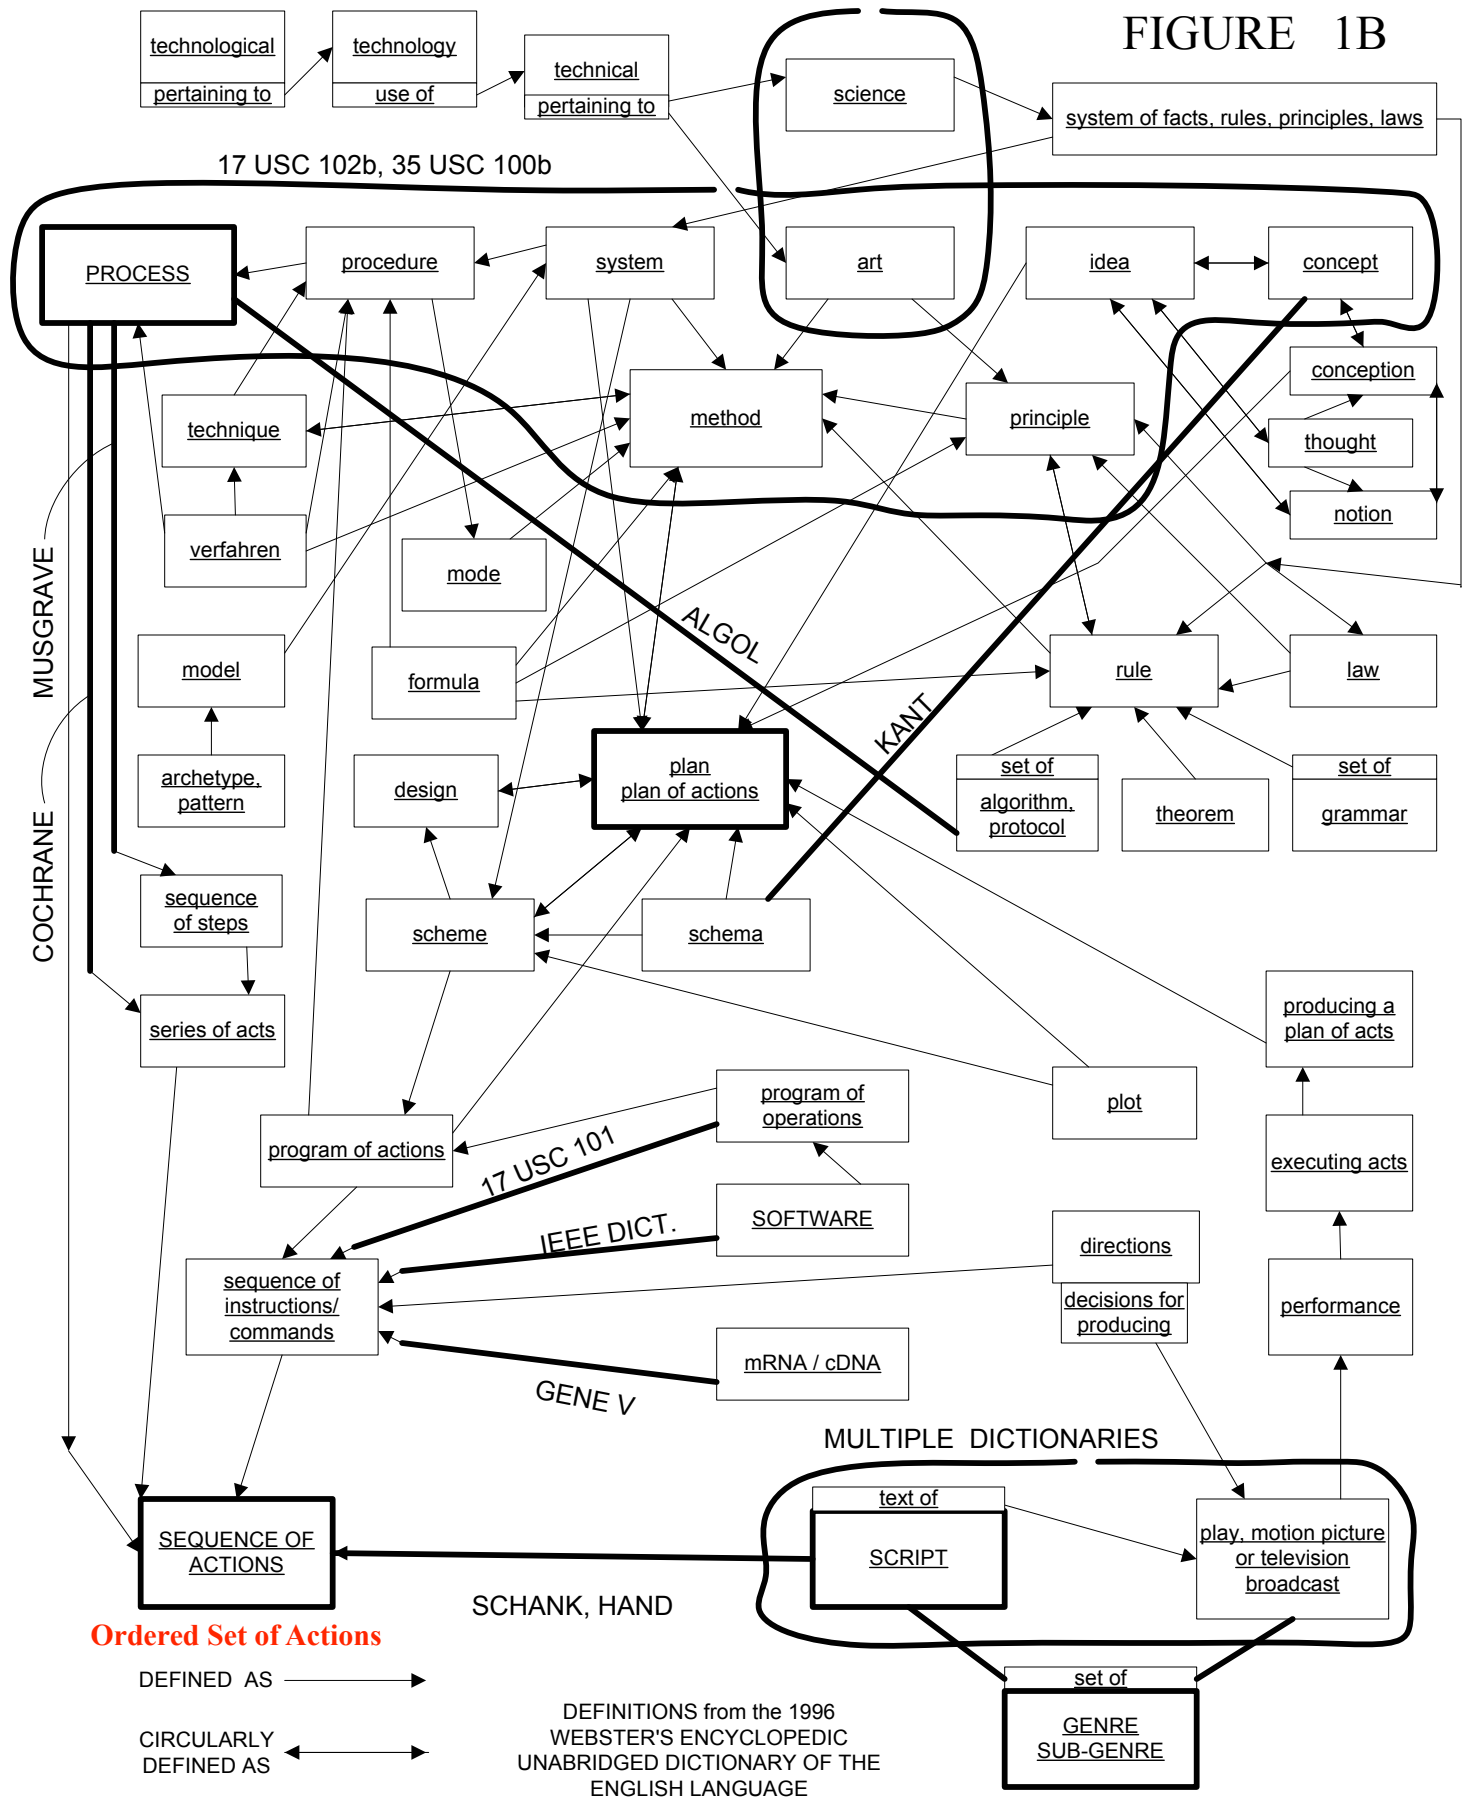 FIGURE 1B
technological
pertaining to
technology
use of
technical
pertaining to
science
system of facts, rules, principles, laws
17 USC 102b, 35 USC 100b
PROCESS
procedure
system
art
idea
concept
conception
technique
method
principle
thought
notion
verfahren
mode
MUSGRAVE
ALGOL
model
formula
rule
law
KANT
archetype,
pattern
design
plan
plan of actions
set of
algorithm,
protocol
theorem
set of
grammar
COCHRANE
sequence
of steps
scheme
schema
series of acts
producing a
plan of acts
program of
operations
plot
program of actions
17 USC 101
executing acts
SOFTWARE
IEEE DICT.
directions
decisions for
producing
sequence of
instructions/
commands
performance
mRNA / cDNA
GENE V
MULTIPLE DICTIONARIES
text of
SCRIPT
play, motion picture
or television
broadcast
SEQUENCE OF
ACTIONS
SCHANK, HAND
Ordered Set of Actions
DEFINED AS
CIRCULARLY
DEFINED AS
DEFINITIONS from the 1996
WEBSTER'S ENCYCLOPEDIC
UNABRIDGED DICTIONARY OF THE
ENGLISH LANGUAGE
set of
GENRE
SUB-GENRE